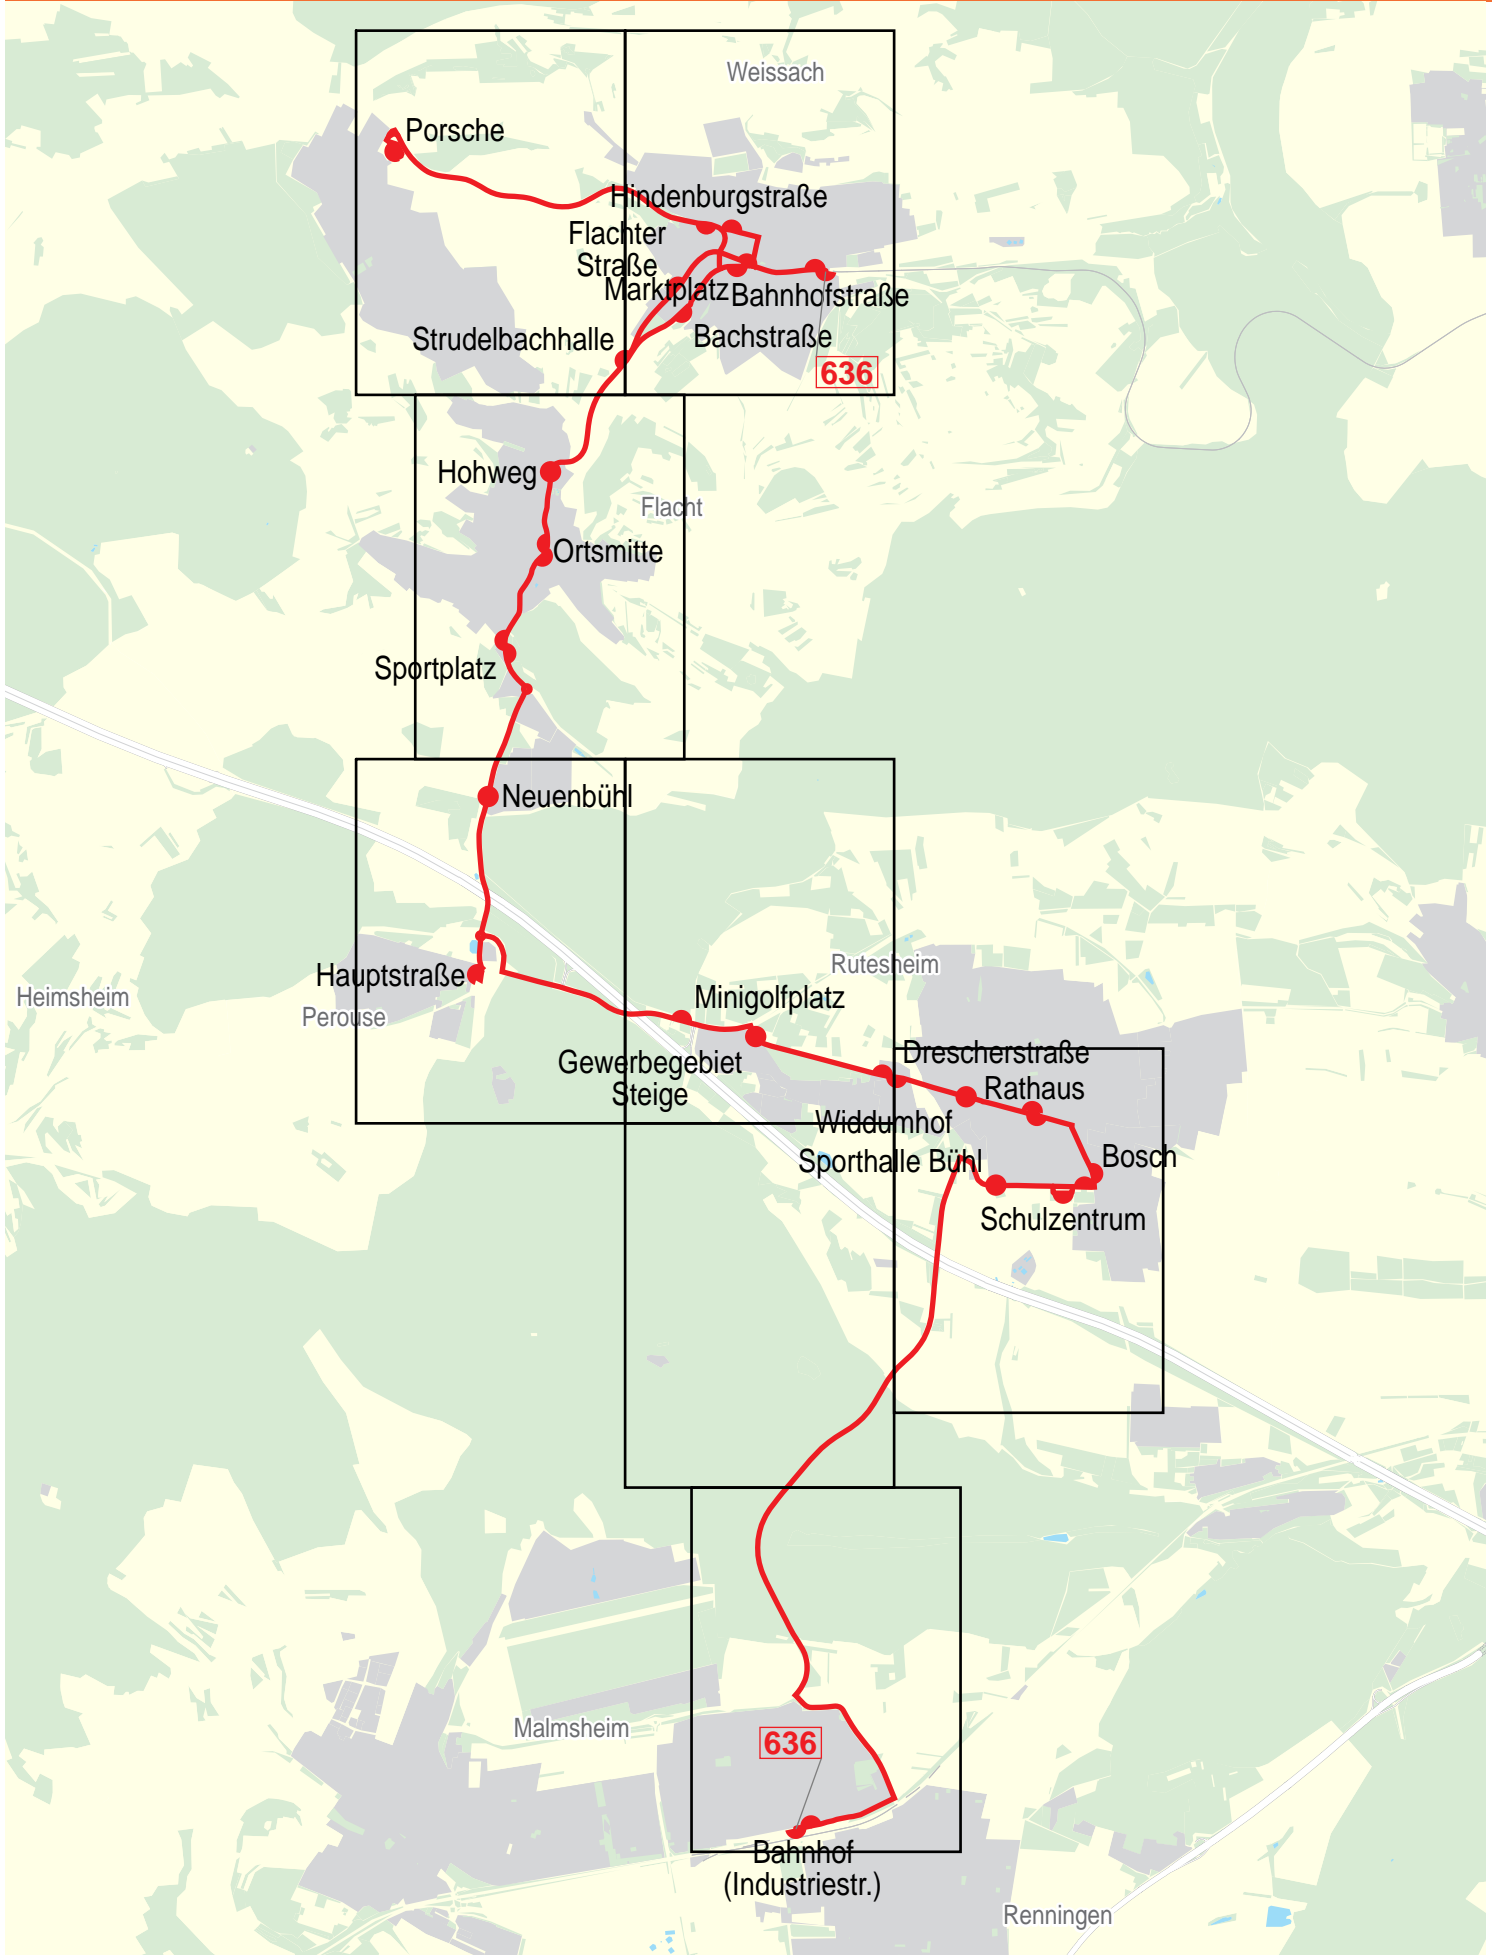 Weissach
Porsche
Hindenburgstraße
Flachter
Straße
Marktplatz
Bahnhofstraße
Strudelbachhalle
Bachstraße
636
Hohweg
Flacht
Ortsmitte
Sportplatz
Neuenbühl
Rutesheim
Hauptstraße
Heimsheim
Minigolfplatz
Perouse
Drescherstraße
Gewerbegebiet
Steige
Rathaus
Widdumhof
Sporthalle Bühl
Bosch
Schulzentrum
Malmsheim
636
Bahnhof
(Industriestr.)
Renningen